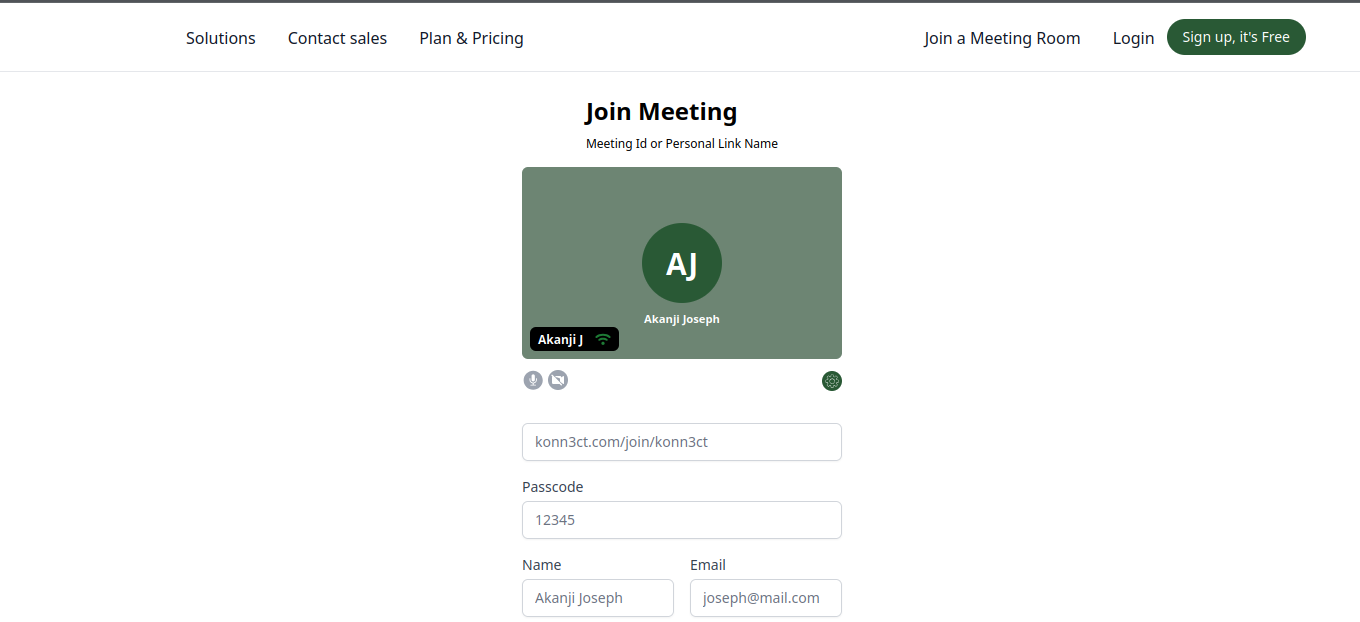 Solutions Contact sales Plan & Pricing Join a Meeting Room Login Sign up, it's Free
Join Meeting
Meeting Id or Personal Link Name
AJ
Akanji Joseph
Akanji J
konn3ct.com/join/konn3ct
Passcode
12345
Name Email
Akanji Joseph joseph@mail.com